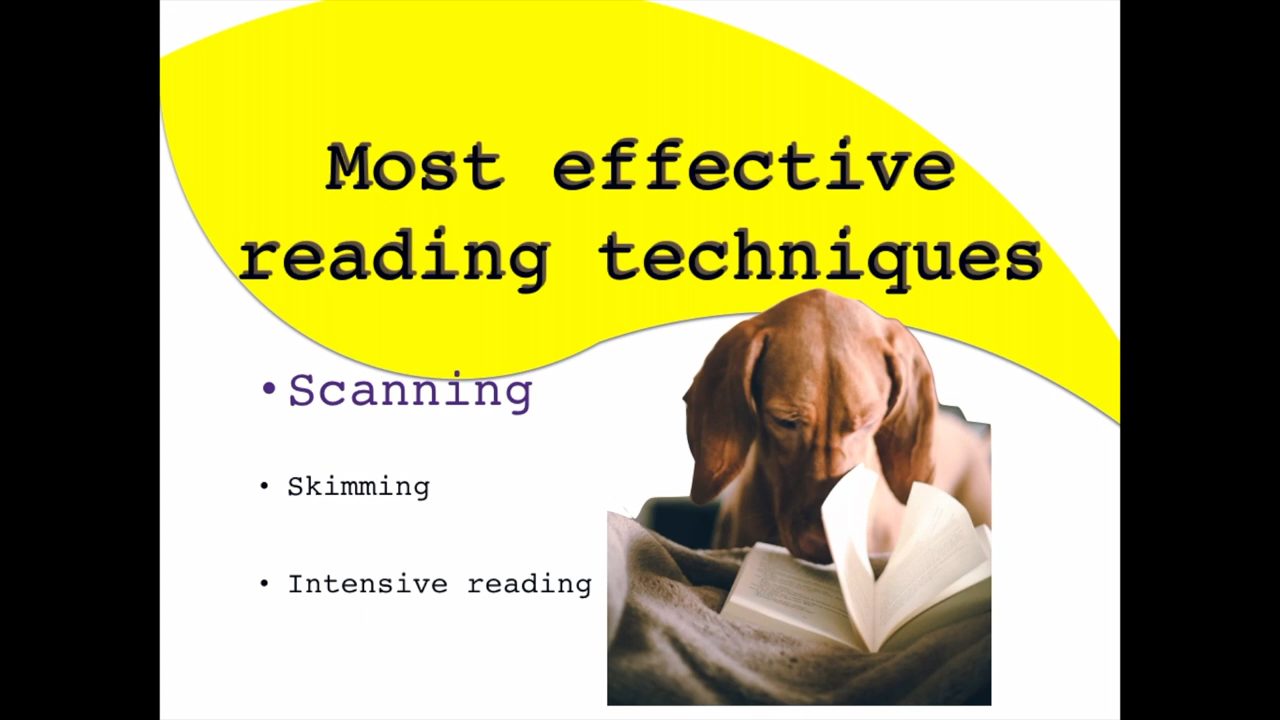 Most effective
reading techniques
•Scanning
• Skimming
• Intensive reading